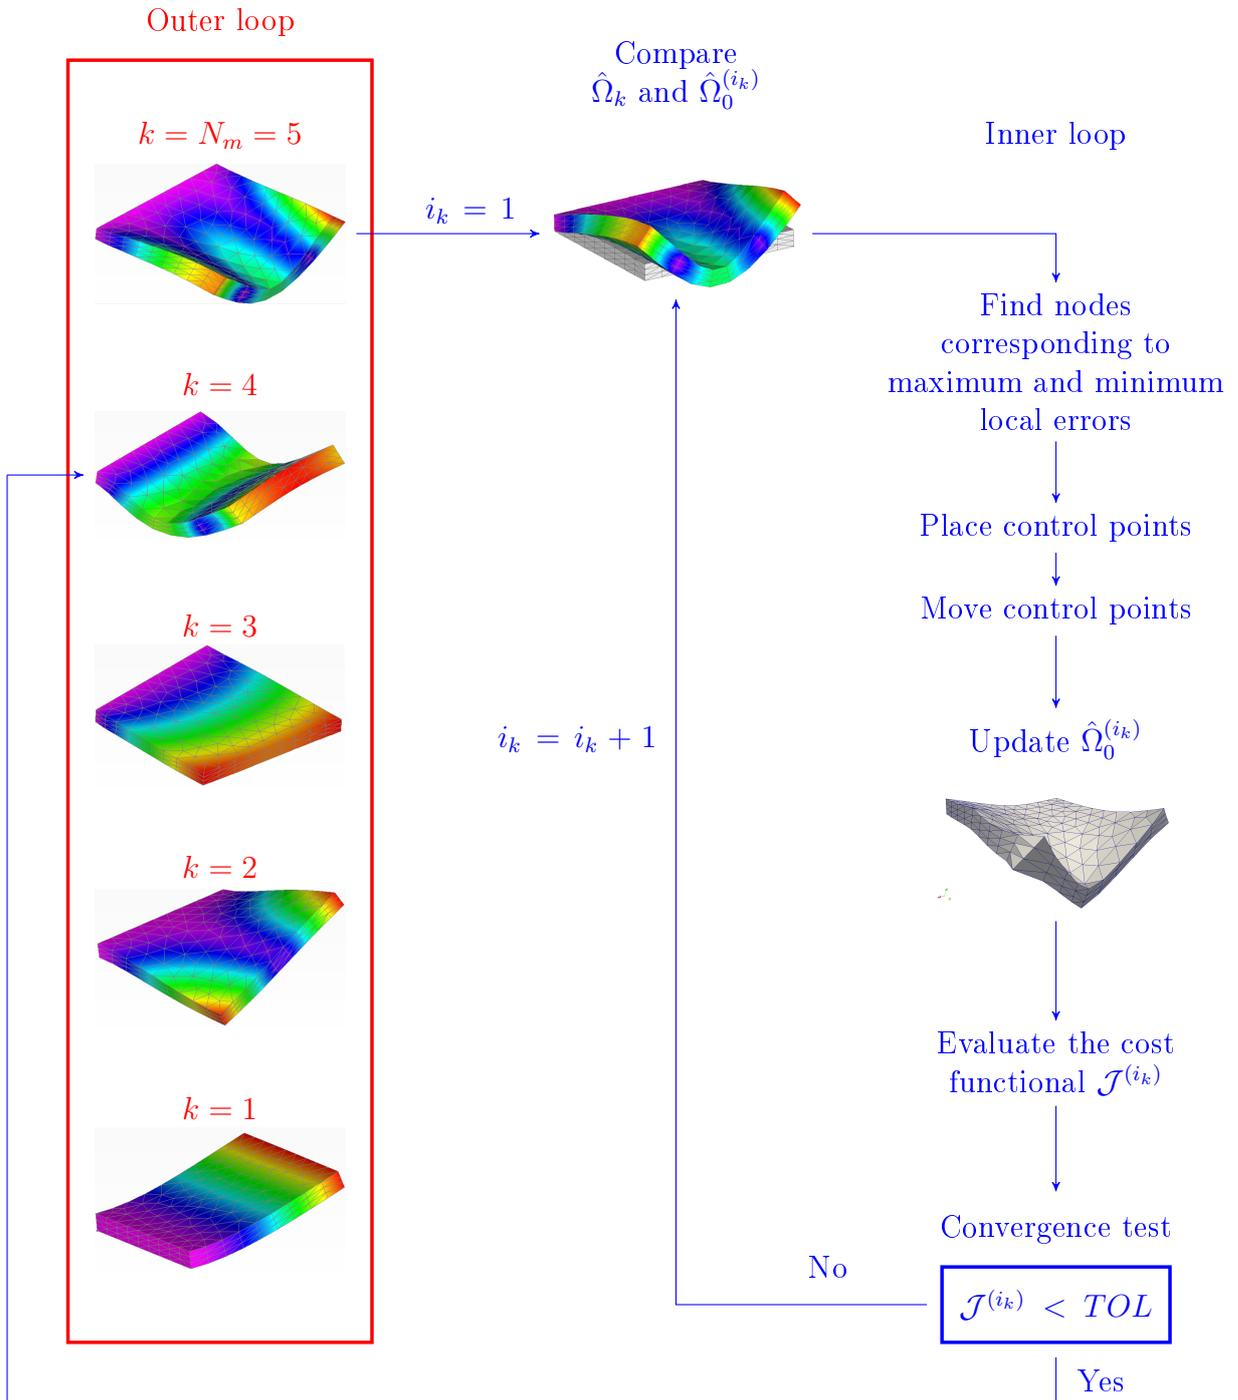 Outer loop
k = N_m = 5
k = 4
k = 3
k = 2
k = 1
i_k = 1
Compare
Ω̂_k and Ω̂_0^(i_k)
Inner loop
Find nodes
corresponding to
maximum and minimum
local errors
Place control points
Move control points
Update Ω̂_0^(i_k)
i_k = i_k + 1
Evaluate the cost
functional 𝒥^(i_k)
Convergence test
𝒥^(i_k) < TOL
No
Yes